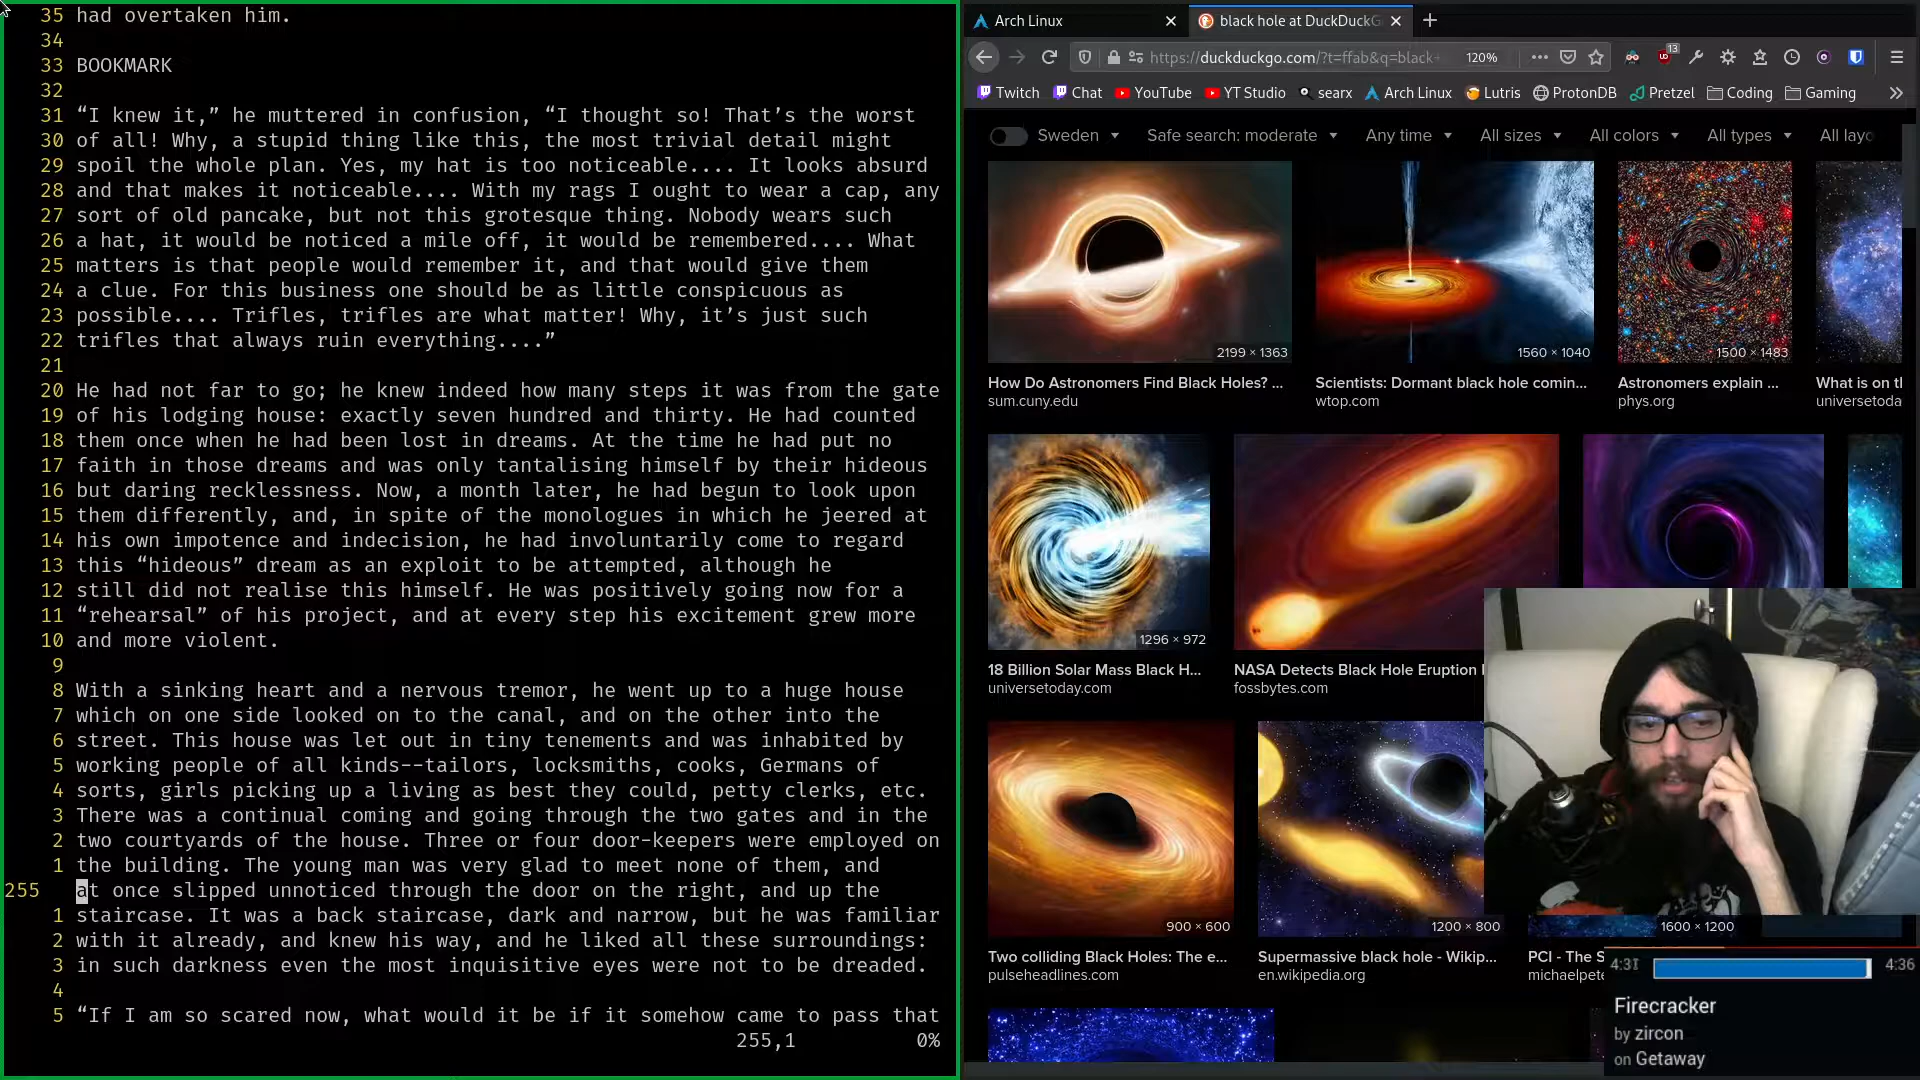 35 had overtaken him.
34
33 BOOKMARK
32
31 “I knew it,” he muttered in confusion, “I thought so! That’s the worst
30 of all! Why, a stupid thing like this, the most trivial detail might
29 spoil the whole plan. Yes, my hat is too noticeable.... It looks absurd
28 and that makes it noticeable.... With my rags I ought to wear a cap, any
27 sort of old pancake, but not this grotesque thing. Nobody wears such
26 a hat, it would be noticed a mile off, it would be remembered.... What
25 matters is that people would remember it, and that would give them
24 a clue. For this business one should be as little conspicuous as
23 possible.... Trifles, trifles are what matter! Why, it’s just such
22 trifles that always ruin everything....”
21
20 He had not far to go; he knew indeed how many steps it was from the gate
19 of his lodging house: exactly seven hundred and thirty. He had counted
18 them once when he had been lost in dreams. At the time he had put no
17 faith in those dreams and was only tantalising himself by their hideous
16 but daring recklessness. Now, a month later, he had begun to look upon
15 them differently, and, in spite of the monologues in which he jeered at
14 his own impotence and indecision, he had involuntarily come to regard
13 this “hideous” dream as an exploit to be attempted, although he
12 still did not realise this himself. He was positively going now for a
11 “rehearsal” of his project, and at every step his excitement grew more
10 and more violent.
9
8 With a sinking heart and a nervous tremor, he went up to a huge house
7 which on one side looked on to the canal, and on the other into the
6 street. This house was let out in tiny tenements and was inhabited by
5 working people of all kinds--tailors, locksmiths, cooks, Germans of
4 sorts, girls picking up a living as best they could, petty clerks, etc.
3 There was a continual coming and going through the two gates and in the
2 two courtyards of the house. Three or four door-keepers were employed on
1 the building. The young man was very glad to meet none of them, and
255 at once slipped unnoticed through the door on the right, and up the
1 staircase. It was a back staircase, dark and narrow, but he was familiar
2 with it already, and knew his way, and he liked all these surroundings:
3 in such darkness even the most inquisitive eyes were not to be dreaded.
4
5 “If I am so scared now, what would it be if it somehow came to pass that
255,1 0%
Arch Linux
black hole at DuckDuckG
https://duckduckgo.com/?t=ffab&q=black+ 120% 13
Twitch Chat YouTube YT Studio searx Arch Linux Lutris ProtonDB Pretzel Coding Gaming
Sweden Safe search: moderate Any time All sizes All colors All types All layo
2199 × 1363 1560 × 1040 1500 × 1483
How Do Astronomers Find Black Holes? ... Scientists: Dormant black hole comin... Astronomers explain ... What is on t
sum.cuny.edu wtop.com phys.org universetoda
1296 × 972
18 Billion Solar Mass Black H... NASA Detects Black Hole Eruption
universetoday.com fossbytes.com
900 × 600 1200 × 800 1600 × 1200
Two colliding Black Holes: The e... Supermassive black hole - Wikip... PCI - The S
pulseheadlines.com en.wikipedia.org michaelpete
4:31 4:36
Firecracker
by zircon
on Getaway